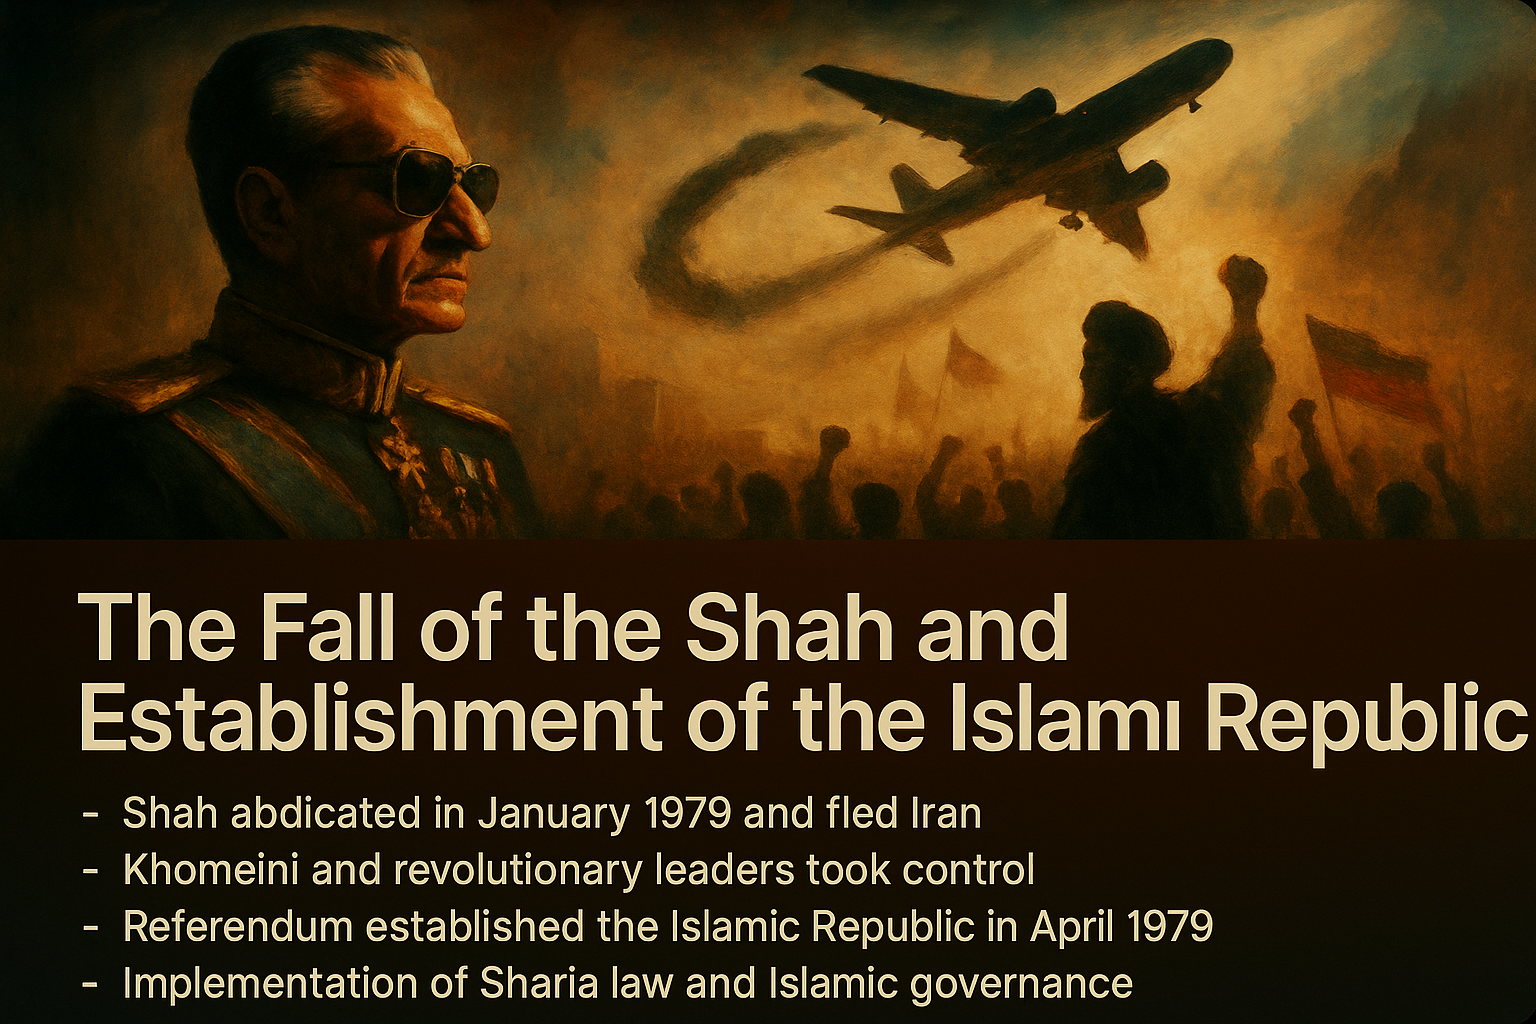 The Fall of the Shah and
Establishment of the Islamı Republic
- Shah abdicated in January 1979 and fled Iran
- Khomeini and revolutionary leaders took control
- Referendum established the Islamic Republic in April 1979
- Implementation of Sharia law and Islamic governance